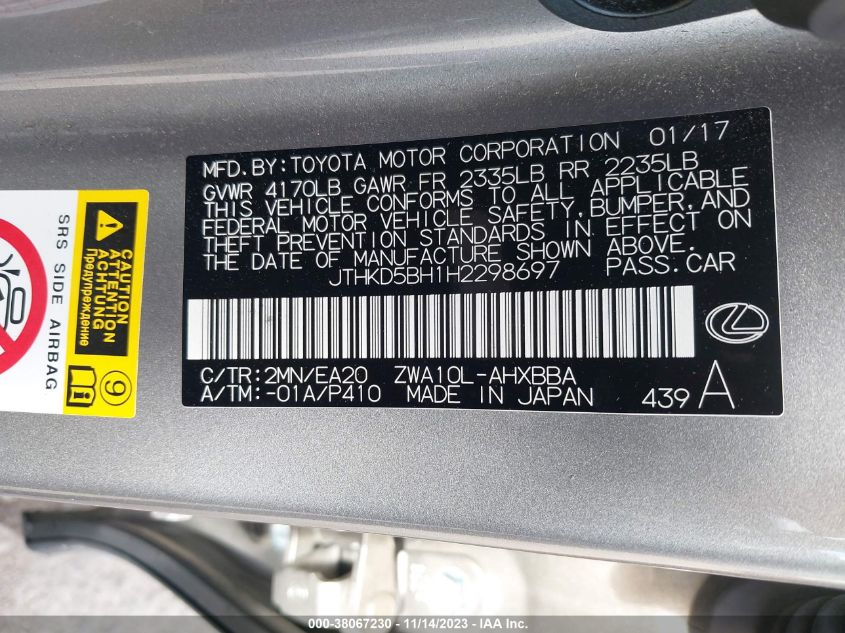 MFD. BY: TOYOTA MOTOR CORPORATION 01/17
GVWR 4170LB GAWR FR 2335LB RR 2235LB
THIS VEHICLE CONFORMS TO ALL APPLICABLE
FEDERAL MOTOR VEHICLE SAFETY, BUMPER, AND
THEFT PREVENTION STANDARDS IN EFFECT ON
THE DATE OF MANUFACTURE SHOWN ABOVE.
JTHKD5BH1H2298697 PASS. CAR
C/TR: 2MN/EA20 ZWA10L-AHXBBA
A/TM: -01A/P410 MADE IN JAPAN 439 A
CAUTION
ATTENTION
ACHTUNG
Предупреждение
9
SRS SIDE AIRBAG
000-38067230 - 11/14/2023 - IAA Inc.